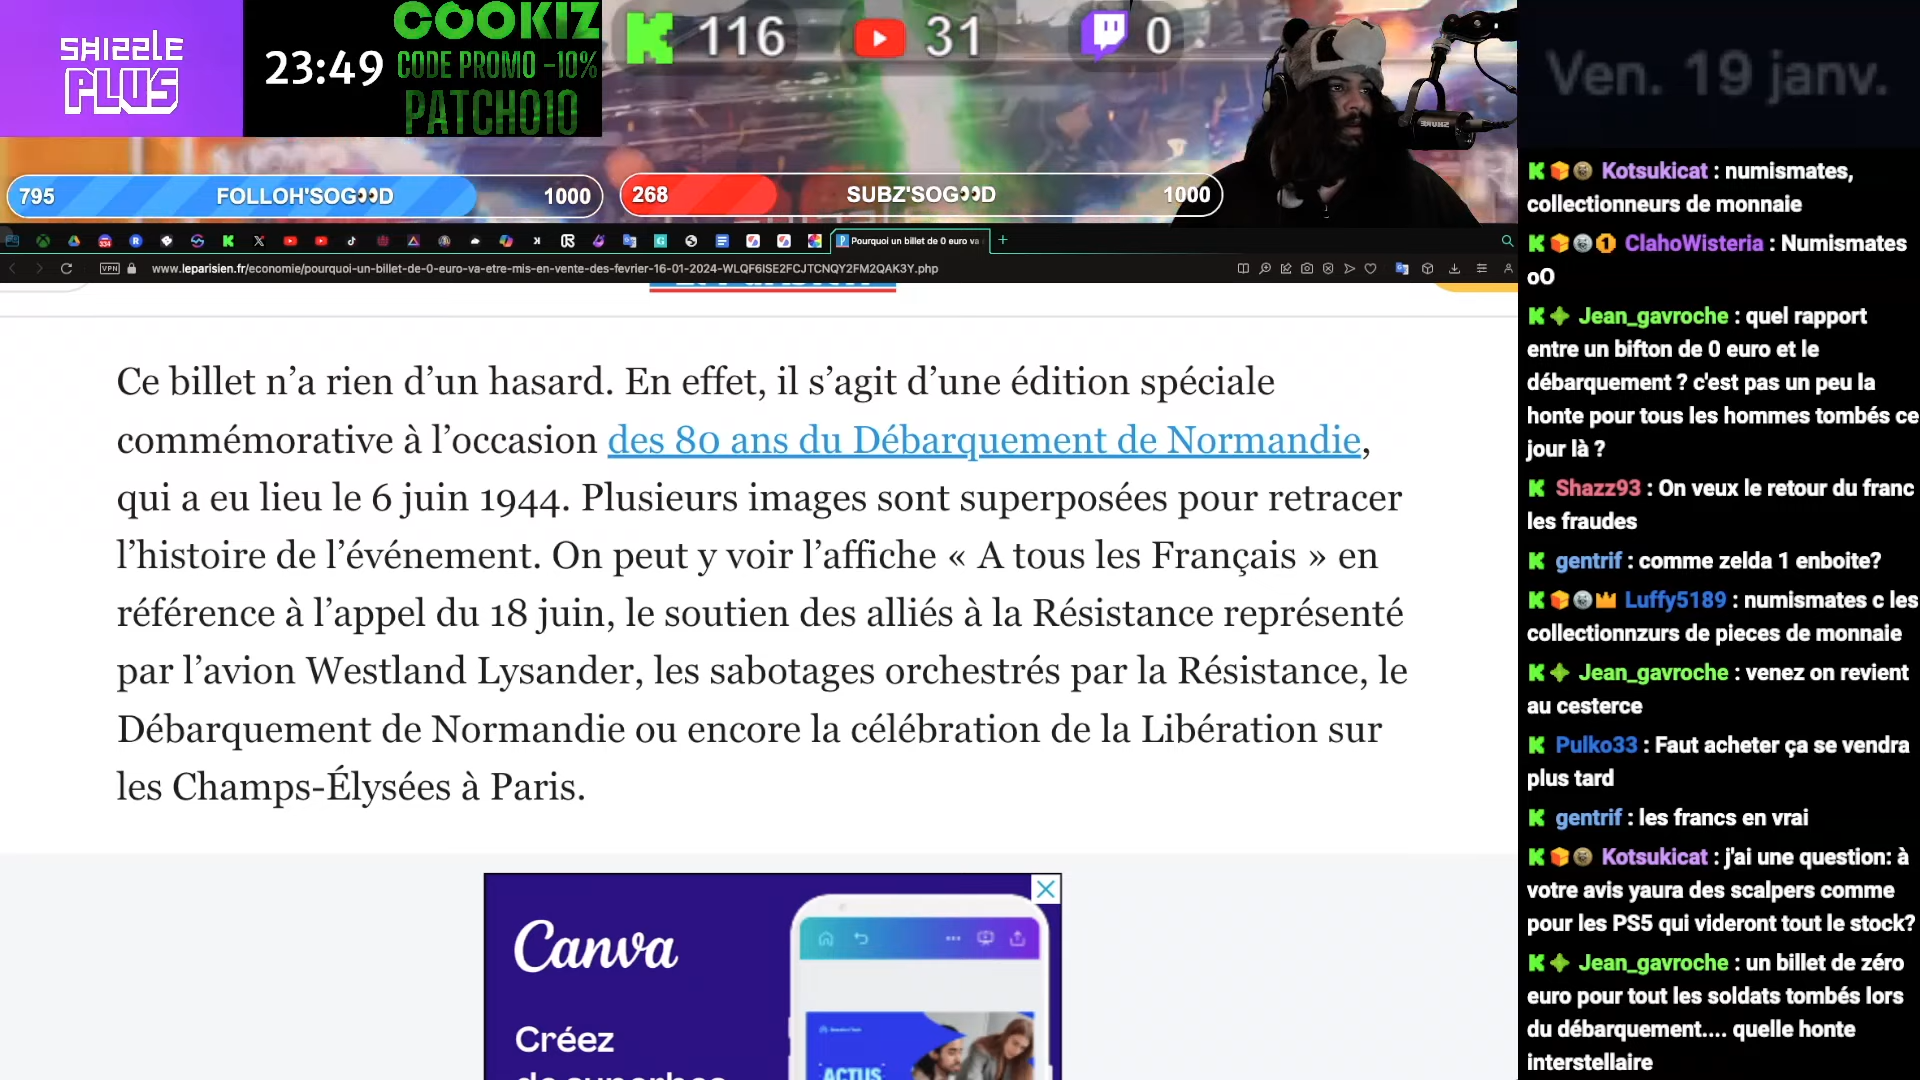 SHIZZLE
PLUS
23:49
COOKIZ
CODE PROMO -10%
PATCHO10
116
31
0
Ven. 19 janv.
795 FOLLOH'SOG👀D 1000
268 SUBZ'SOG👀D 1000
Pourquoi un billet de 0 euro va
VPN
www.leparisien.fr/economie/pourquoi-un-billet-de-0-euro-va-etre-mis-en-vente-des-fevrier-16-01-2024-WLQF6ISE2FCJTCNQY2FM2QAK3Y.php
Ce billet n’a rien d’un hasard. En effet, il s’agit d’une édition spéciale
commémorative à l’occasion des 80 ans du Débarquement de Normandie,
qui a eu lieu le 6 juin 1944. Plusieurs images sont superposées pour retracer
l’histoire de l’événement. On peut y voir l’affiche « A tous les Français » en
référence à l’appel du 18 juin, le soutien des alliés à la Résistance représenté
par l’avion Westland Lysander, les sabotages orchestrés par la Résistance, le
Débarquement de Normandie ou encore la célébration de la Libération sur
les Champs-Élysées à Paris.
Canva
Créez
ACTUS
Kotsukicat : numismates,
collectionneurs de monnaie
ClahoWisteria : Numismates
oO
Jean_gavroche : quel rapport
entre un bifton de 0 euro et le
débarquement ? c'est pas un peu la
honte pour tous les hommes tombés ce
jour là ?
Shazz93 : On veux le retour du franc
les fraudes
gentrif : comme zelda 1 enboite?
Luffy5189 : numismates c les
collectionnzurs de pieces de monnaie
Jean_gavroche : venez on revient
au cesterce
Pulko33 : Faut acheter ça se vendra
plus tard
gentrif : les francs en vrai
Kotsukicat : j'ai une question: à
votre avis yaura des scalpers comme
pour les PS5 qui videront tout le stock?
Jean_gavroche : un billet de zéro
euro pour tout les soldats tombés lors
du débarquement.... quelle honte
interstellaire